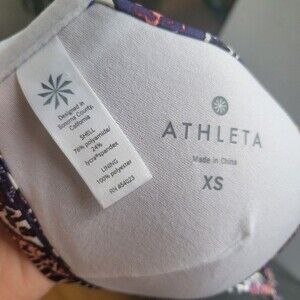 Designed in
Sonoma County,
California
SHELL
76% polyamide/
24%
lycra®spandex
LINING
100% polyester
RN #54023
ATHLETA
Made in China
XS